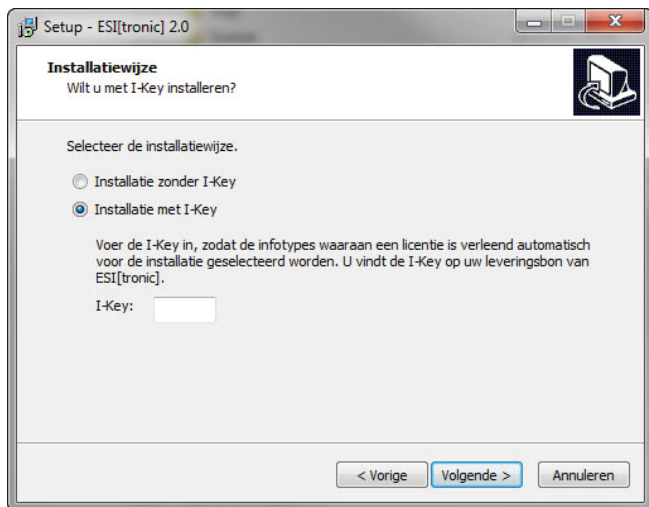 Setup - ESI[tronic] 2.0
Installatiewijze
Wilt u met I-Key installeren?
Selecteer de installatiewijze.
Installatie zonder I-Key
Installatie met I-Key
Voer de I-Key in, zodat de infotypes waaraan een licentie is verleend automatisch
voor de installatie geselecteerd worden. U vindt de I-Key op uw leveringsbon van
ESI[tronic].
I-Key:
< Vorige
Volgende >
Annuleren